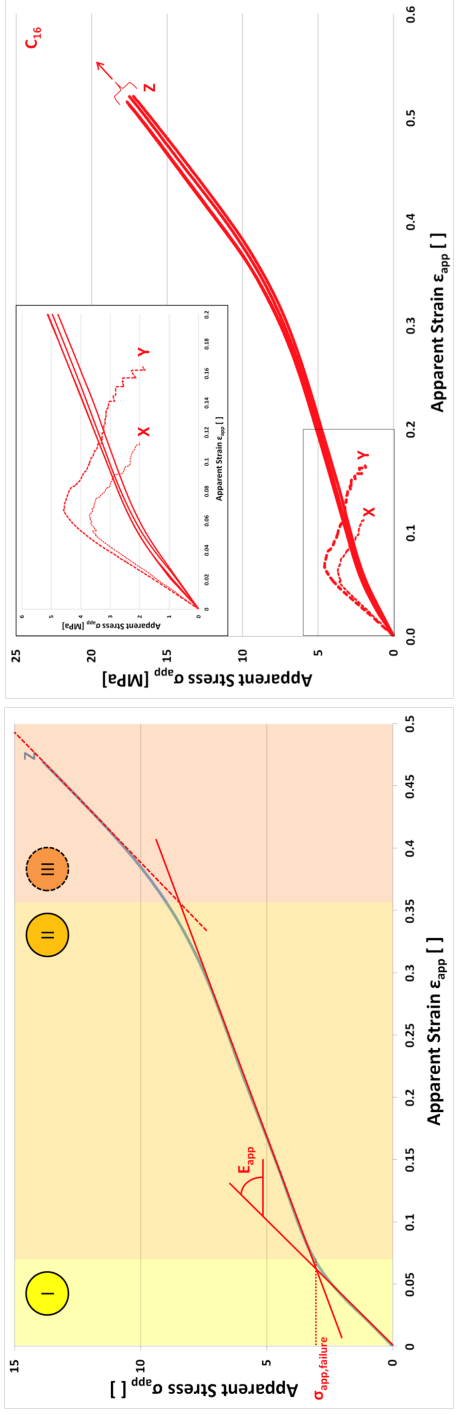 I
II
III
15
10
5
0
Apparent Stress σapp [ ]
0
0.05
0.1
0.15
0.2
0.25
0.3
0.35
0.4
0.45
0.5
Apparent Strain εapp [ ]
Eapp
σapp,failure
Z
C16
25
20
15
10
5
0
Apparent Stress σapp [MPa]
0.0
0.1
0.2
0.3
0.4
0.5
0.6
Apparent Strain εapp [ ]
X
Y
Z
6
5
4
3
2
1
0
Apparent Stress σapp [MPa]
0
0.02
0.04
0.06
0.08
0.1
0.12
0.14
0.16
0.18
0.2
Apparent Strain εapp [ ]
X
Y